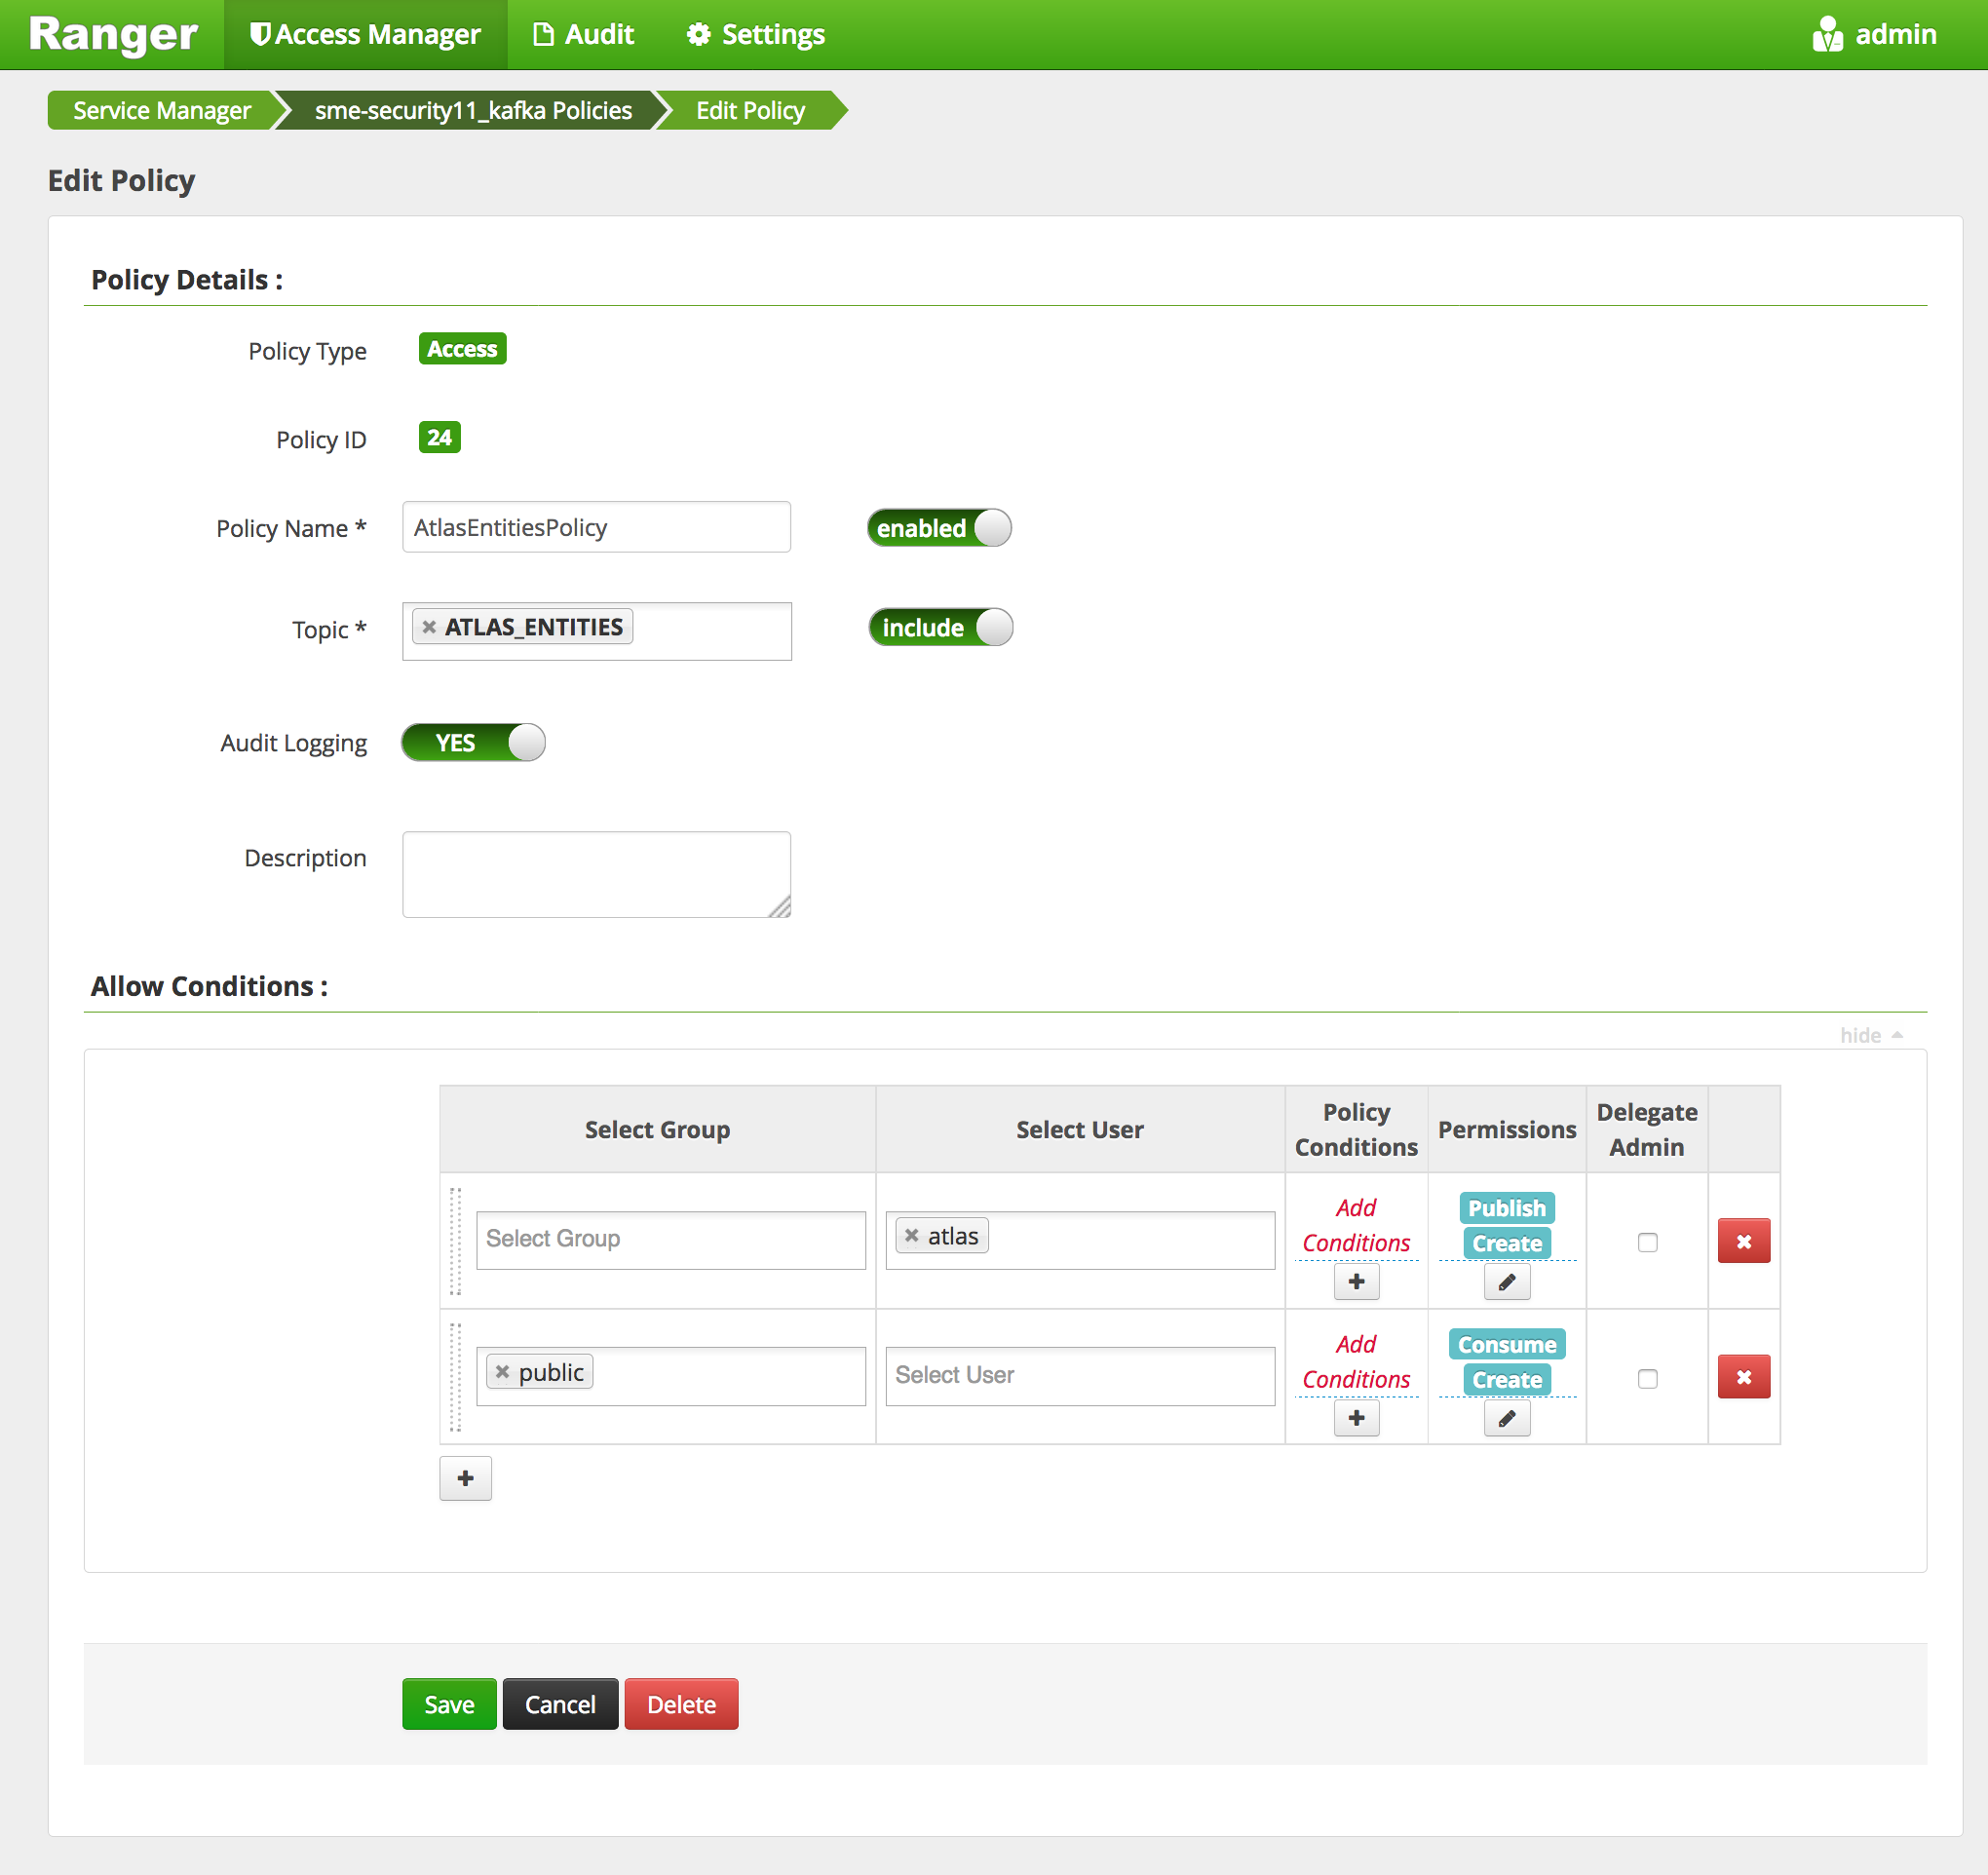 Ranger Access Manager Audit Settings admin
Service Manager sme-security11_kafka Policies Edit Policy
Edit Policy
Policy Details :
Policy Type Access
Policy ID 24
Policy Name * AtlasEntitiesPolicy enabled
Topic * ATLAS_ENTITIES include
Audit Logging YES
Description
Allow Conditions :
hide
Select Group Select User Policy Conditions Permissions Delegate Admin
Select Group atlas Add Conditions Publish Create
public Select User Add Conditions Consume Create
Save Cancel Delete